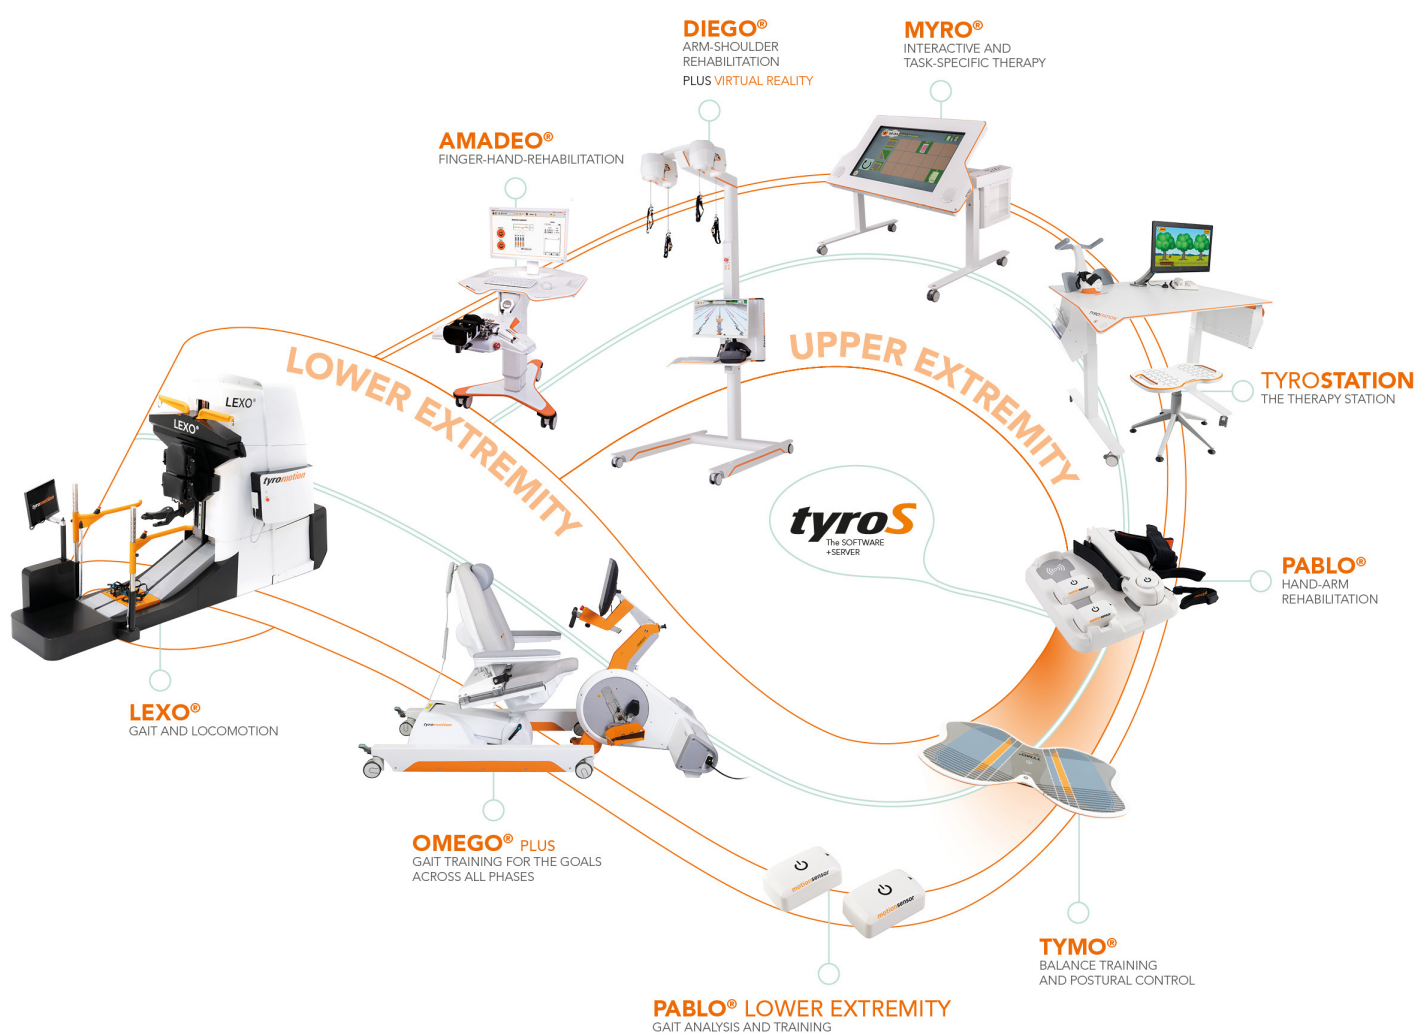 DIEGO®
ARM-SHOULDER
REHABILITATION
PLUS VIRTUAL REALITY
MYRO®
INTERACTIVE AND
TASK-SPECIFIC THERAPY
AMADEO®
FINGER-HAND-REHABILITATION
LOWER EXTREMITY
UPPER EXTREMITY
TYROSTATION
THE THERAPY STATION
LEXO®
LEXO®
tyromotion
tyromotion
tyroS
The SOFTWARE
+SERVER
PABLO®
HAND-ARM
REHABILITATION
LEXO®
GAIT AND LOCOMOTION
tyromotion
OMEGO® PLUS
GAIT TRAINING FOR THE GOALS
ACROSS ALL PHASES
motionsensor
motionsensor
TYMO®
BALANCE TRAINING
AND POSTURAL CONTROL
PABLO® LOWER EXTREMITY
GAIT ANALYSIS AND TRAINING